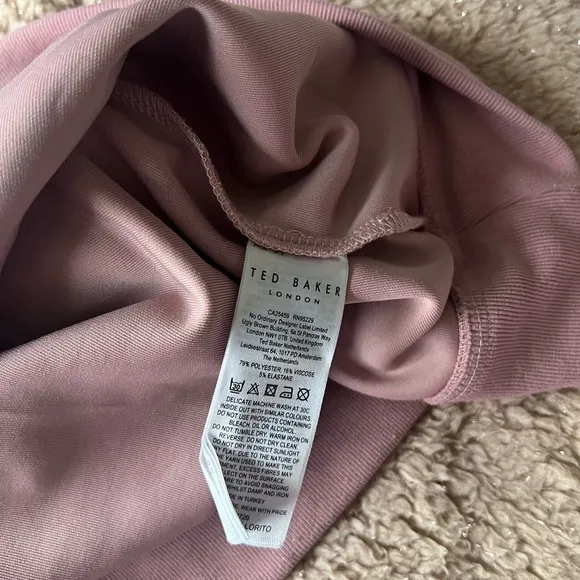 TED BAKER
LONDON
CA25459 RN95229
No Ordinary Designer Label Limited
Ugly Brown Building, 6a St Pancras Way
London NW1 0TB. United Kingdom
Ted Baker Netherlands
Leidsestraat 64, 1017 PD Amsterdam
The Netherlands
79% POLYESTER, 16% VISCOSE
5% ELASTANE
30
DELICATE MACHINE WASH AT 30C
INSIDE OUT WITH SIMILAR COLOURS
DO NOT USE PRODUCTS CONTAINING
BLEACH, OIL OR ALCOHOL
DO NOT TUMBLE DRY. WARM IRON ON
REVERSE. DO NOT DRY CLEAN.
DRY IN DIRECT SUNLIGHT.
FLAT. DUE TO THE NATURE OF
YARN USED TO MAKE THIS
MENT, EXCESS FIBRES MAY
ECT ON THE SURFACE
RE TO AVOID SNAGGING
WHILST DAMP AND IRON
IN TURKEY
E. WEAR WITH PRIDE
LORITO